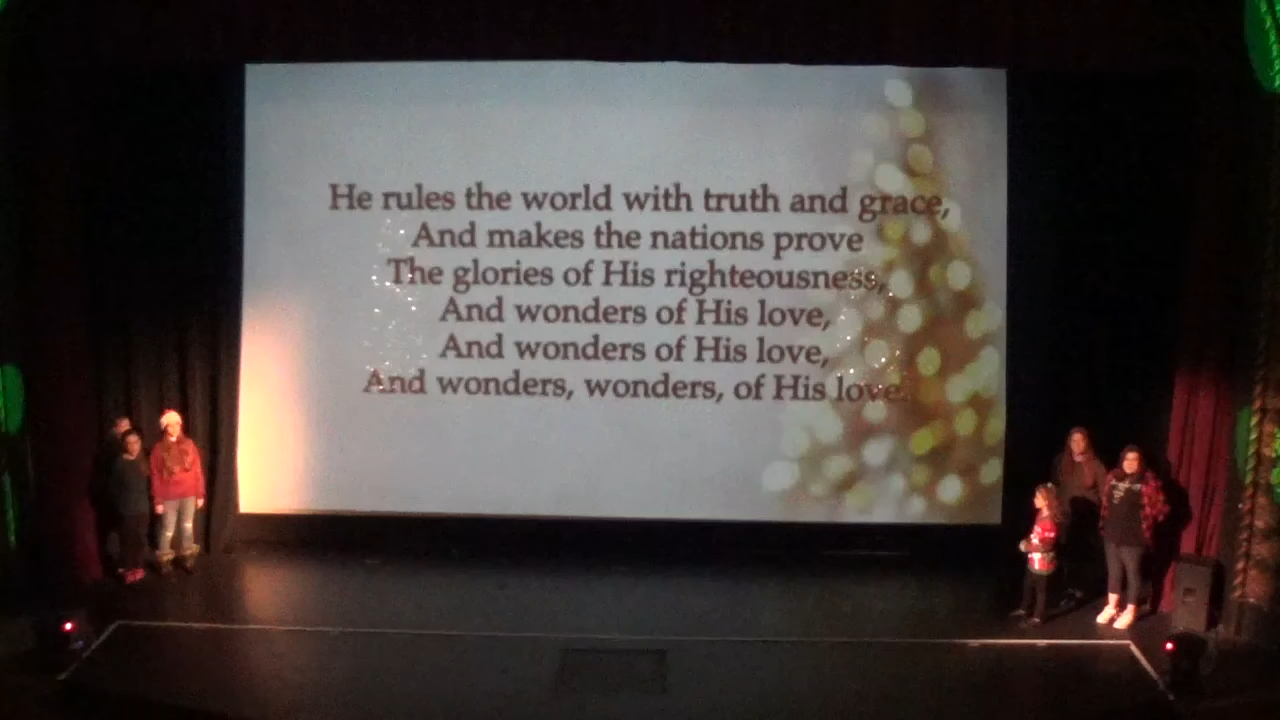 He rules the world with truth and grace,
And makes the nations prove
The glories of His righteousness,
And wonders of His love,
And wonders of His love,
And wonders, wonders, of His love.